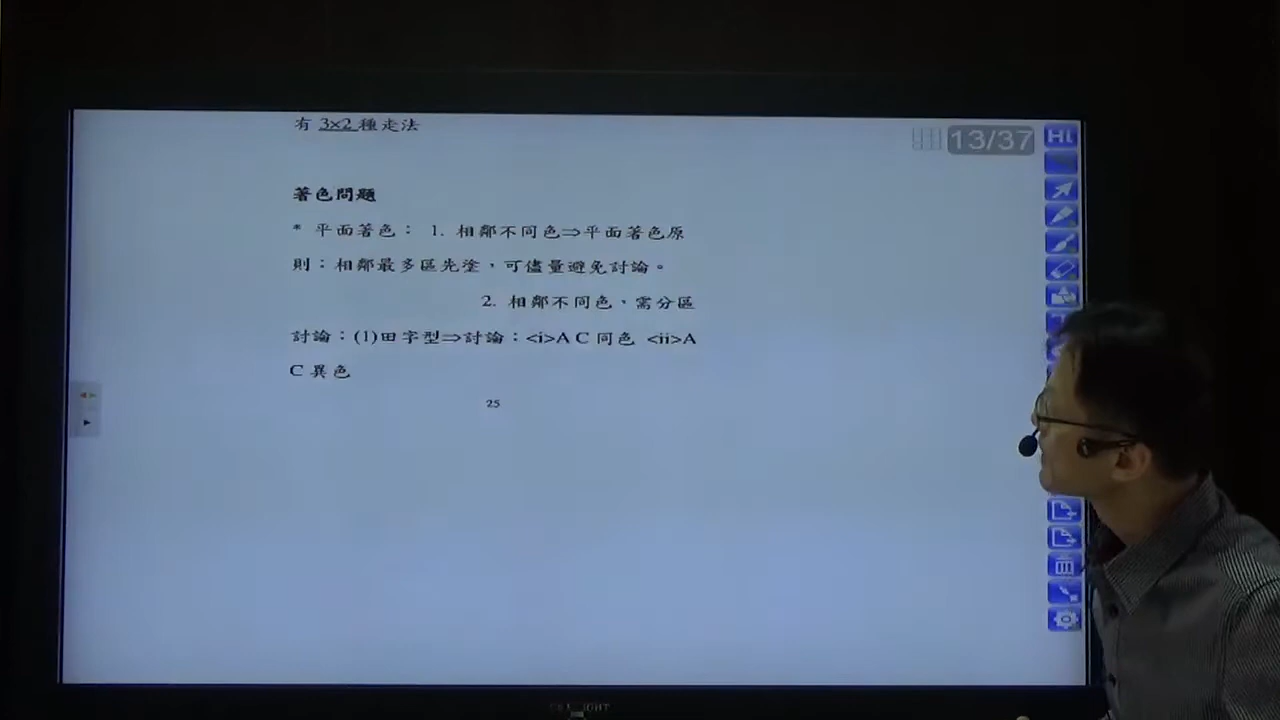 有 3×2 種走法
13/37
Hi
著色問題
* 平面著色： 1. 相鄰不同色⇒平面著色原
則：相鄰最多區先塗，可儘量避免討論。
2. 相鄰不同色、需分區
討論：(1)田字型⇒討論：<i>A C 同色 <ii>A
C 異色
25